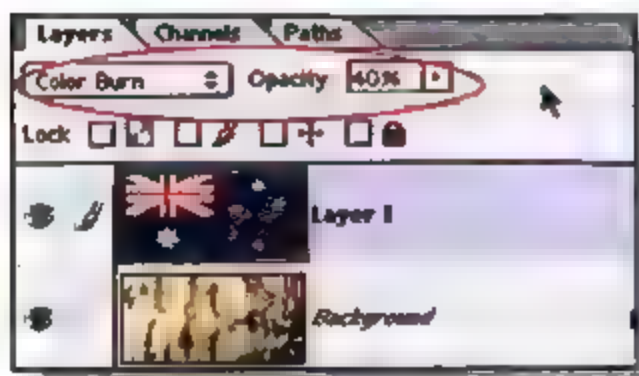 Layers Channels Paths
Color Burn Opacity 40%
Lock
Layer 1
Background